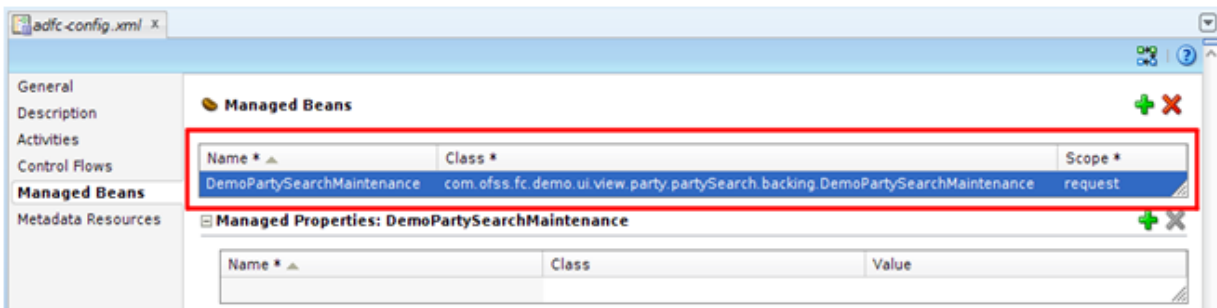 adfc-config.xml x
General
Description
Activities
Control Flows
Managed Beans
Metadata Resources
Managed Beans
Name * Class * Scope *
DemoPartySearchMaintenance com.ofss.fc.demo.ui.view.party.partySearch.backing.DemoPartySearchMaintenance request
Managed Properties: DemoPartySearchMaintenance
Name * Class Value